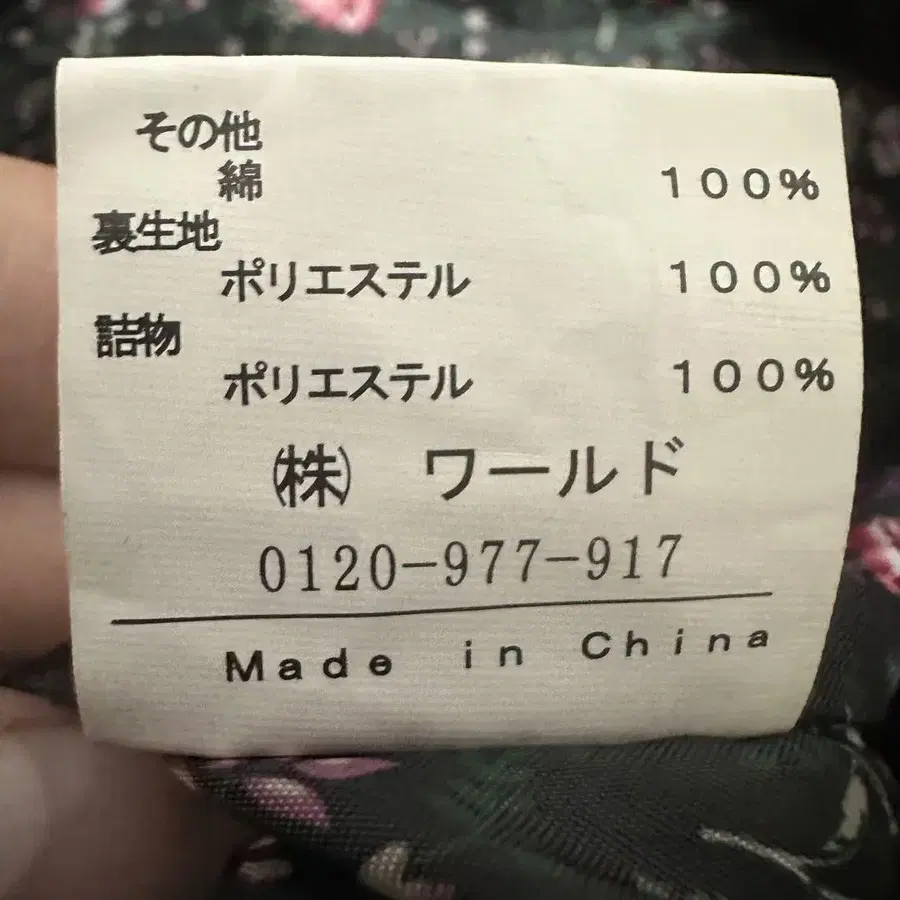 その他
綿 100%
裏生地
ポリエステル 100%
詰物
ポリエステル 100%
㈱ ワールド
0120-977-917
Made in China